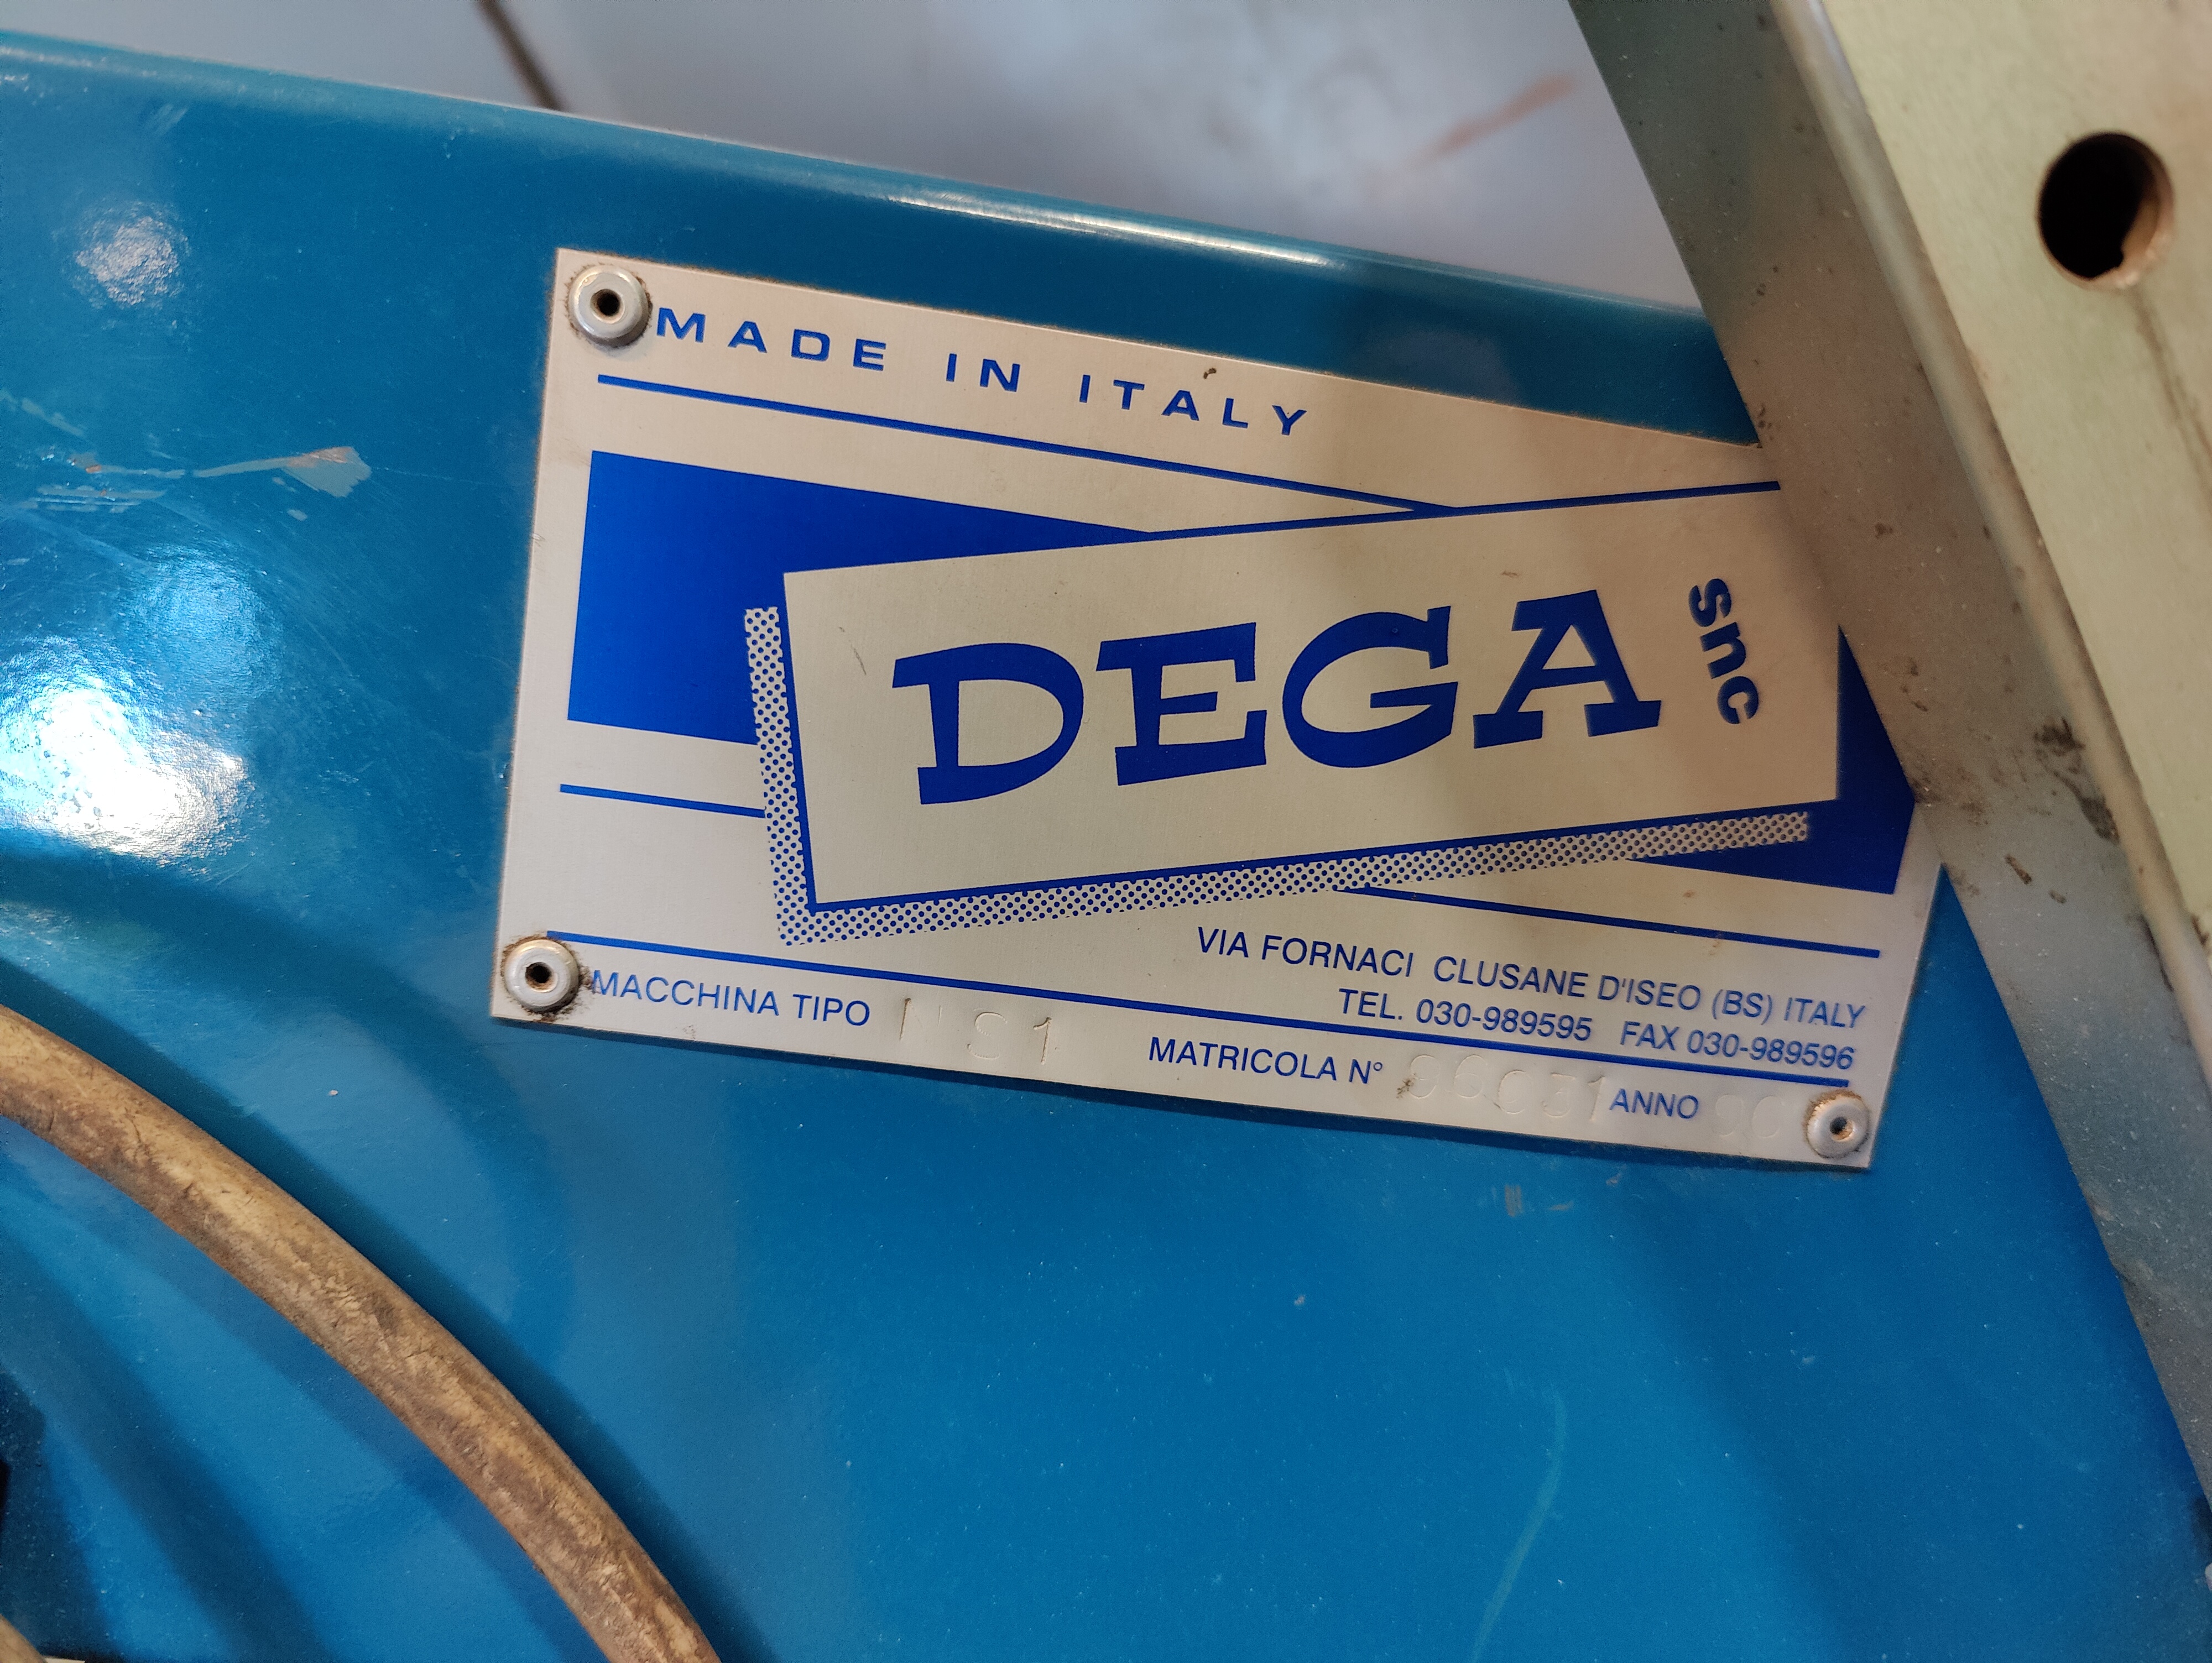 MADE IN ITALY
DEGA snc
VIA FORNACI CLUSANE D'ISEO (BS) ITALY
TEL. 030-989595 FAX 030-989596
MACCHINA TIPO
MATRICOLA N° ANNO